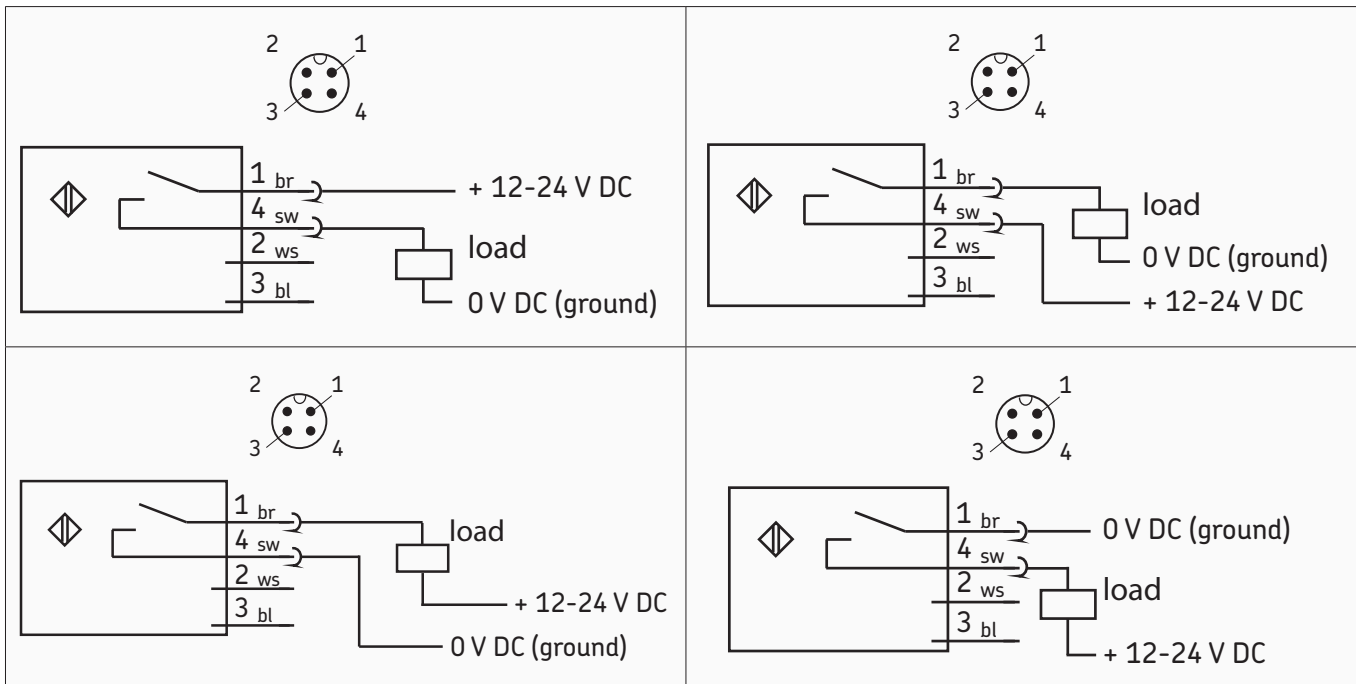 2 1
3 4
1 br
+ 12-24 V DC
4 sw
2 ws
load
3 bl
0 V DC (ground)
2 1
3 4
1 br
load
4 sw
2 ws
0 V DC (ground)
3 bl
+ 12-24 V DC
2 1
3 4
1 br
load
4 sw
2 ws
+ 12-24 V DC
3 bl
0 V DC (ground)
2 1
3 4
1 br
0 V DC (ground)
4 sw
2 ws
load
3 bl
+ 12-24 V DC